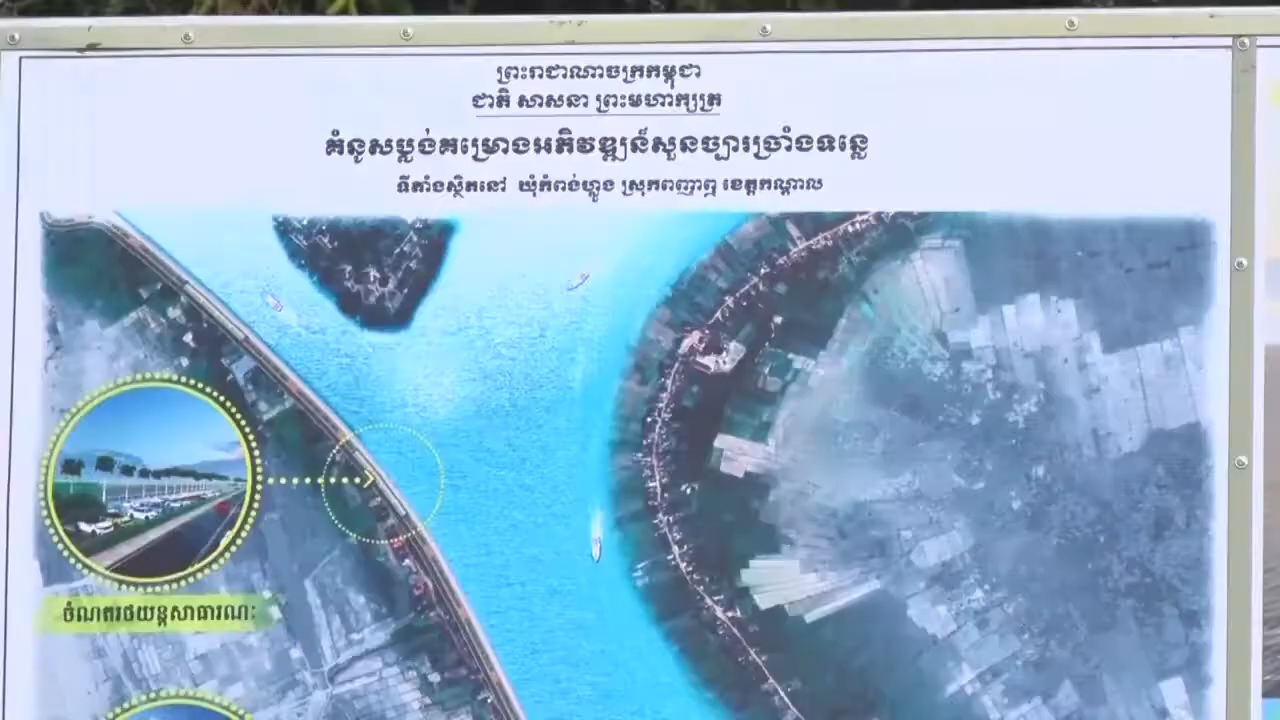 ព្រះរាជាណាចក្រកម្ពុជា
ជាតិ សាសនា ព្រះមហាក្សត្រ
គំនូសប្លង់គម្រោងអភិវឌ្ឍន៍សួនច្បារច្រាំងទន្លេ
ទីតាំងស្ថិតនៅ ឃុំកំពង់ហ្លួង ស្រុកពញាឮ ខេត្តកណ្តាល
ចំណតរថយន្តសាធារណៈ